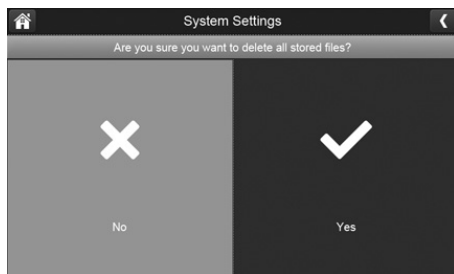 System Settings
Are you sure you want to delete all stored files?
No
Yes